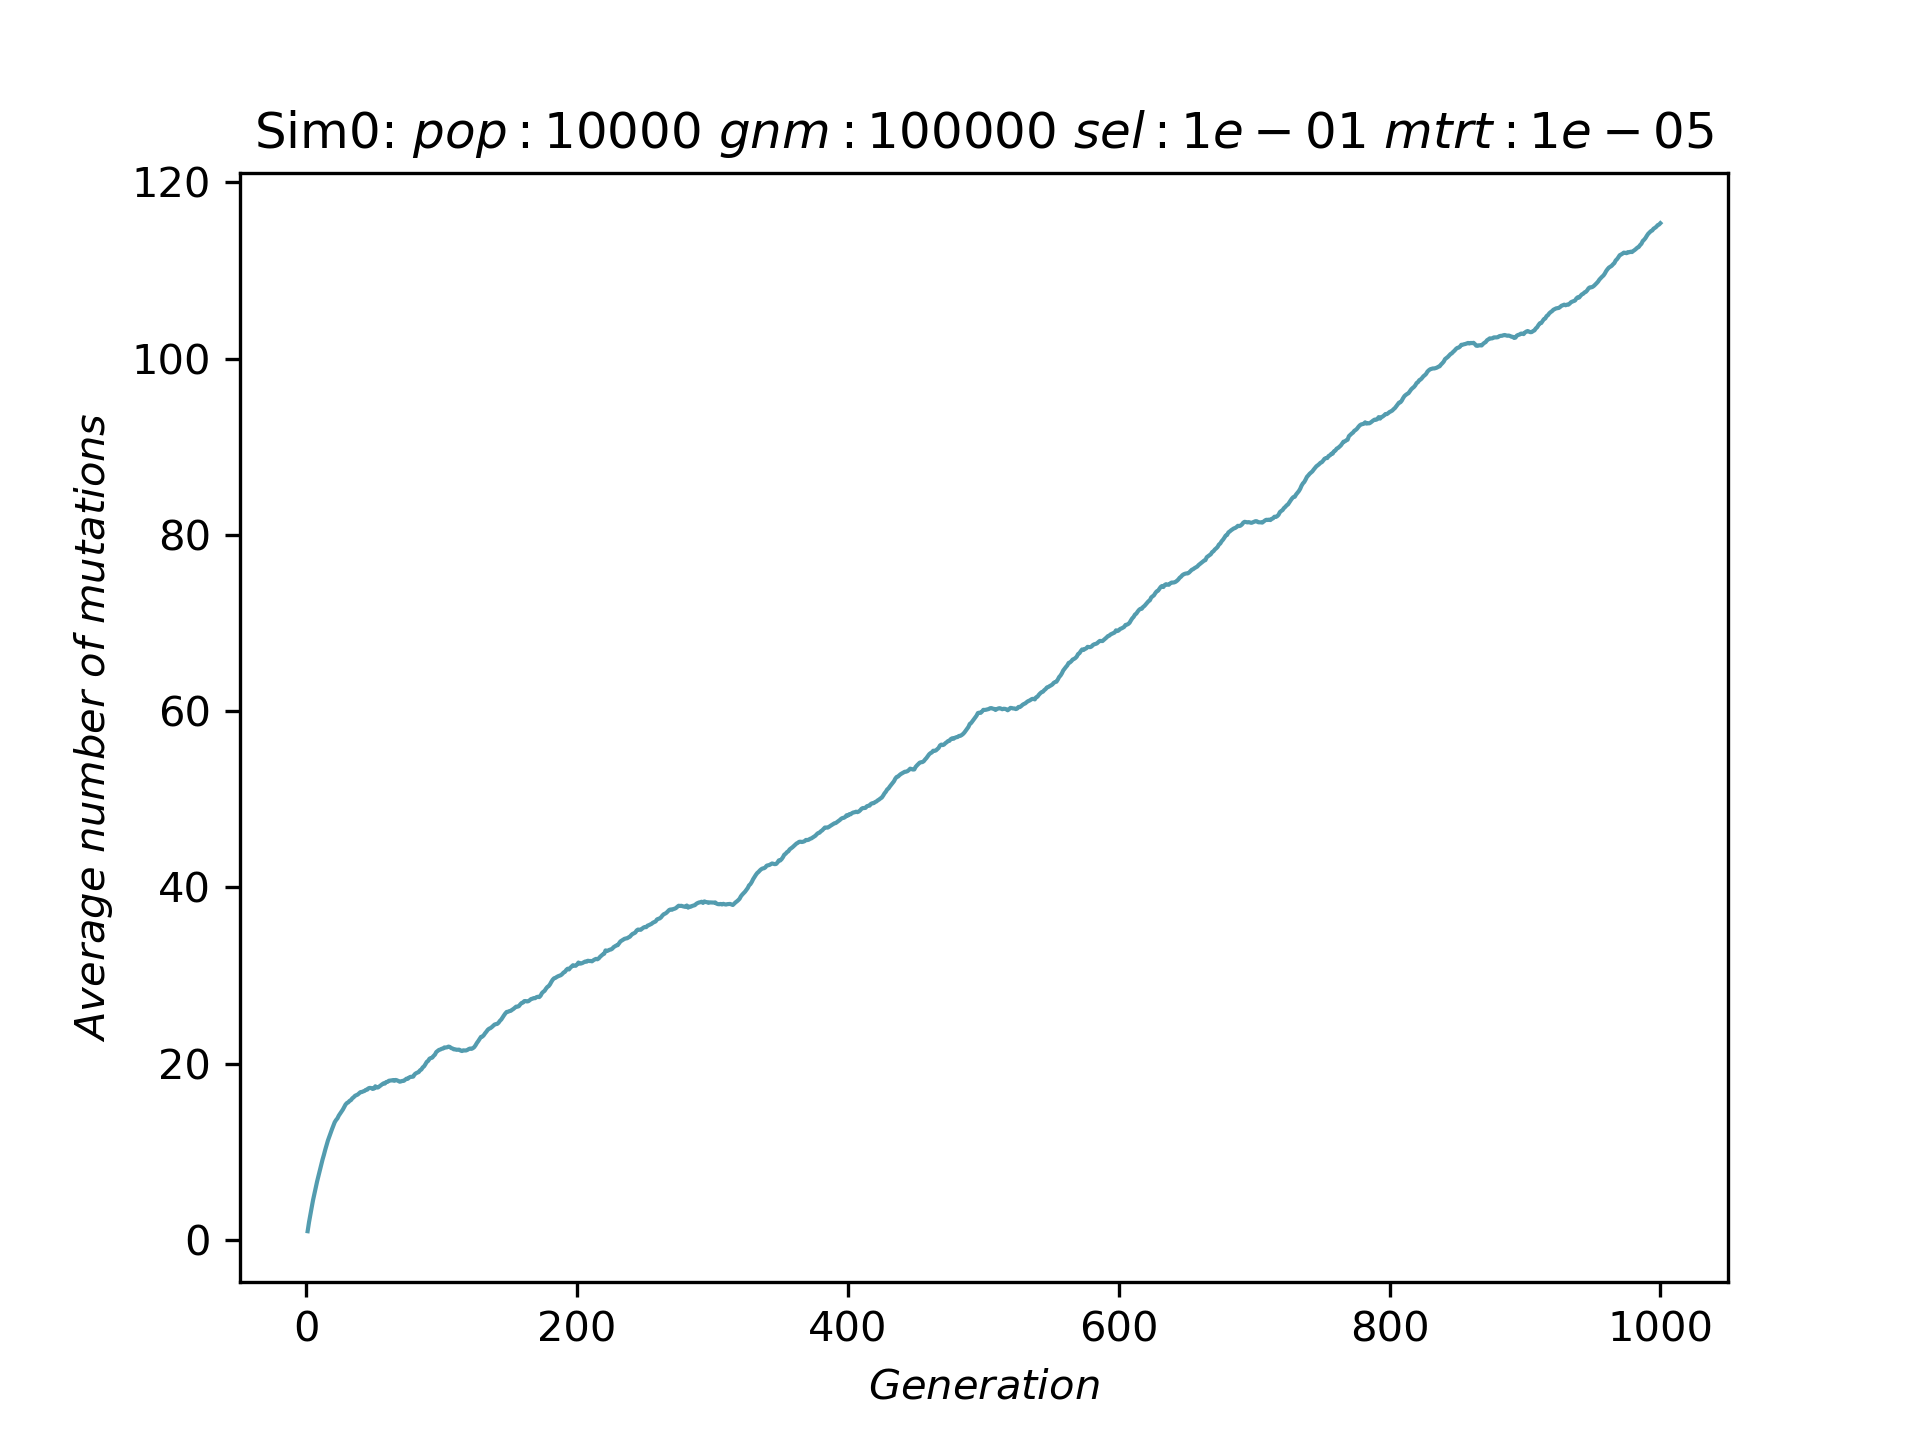 Sim0: pop : 10000 gnm : 100000 sel : 1e − 01 mtrt : 1e − 05
120
100
80
60
40
20
0
Average number of mutations
0 200 400 600 800 1000
Generation